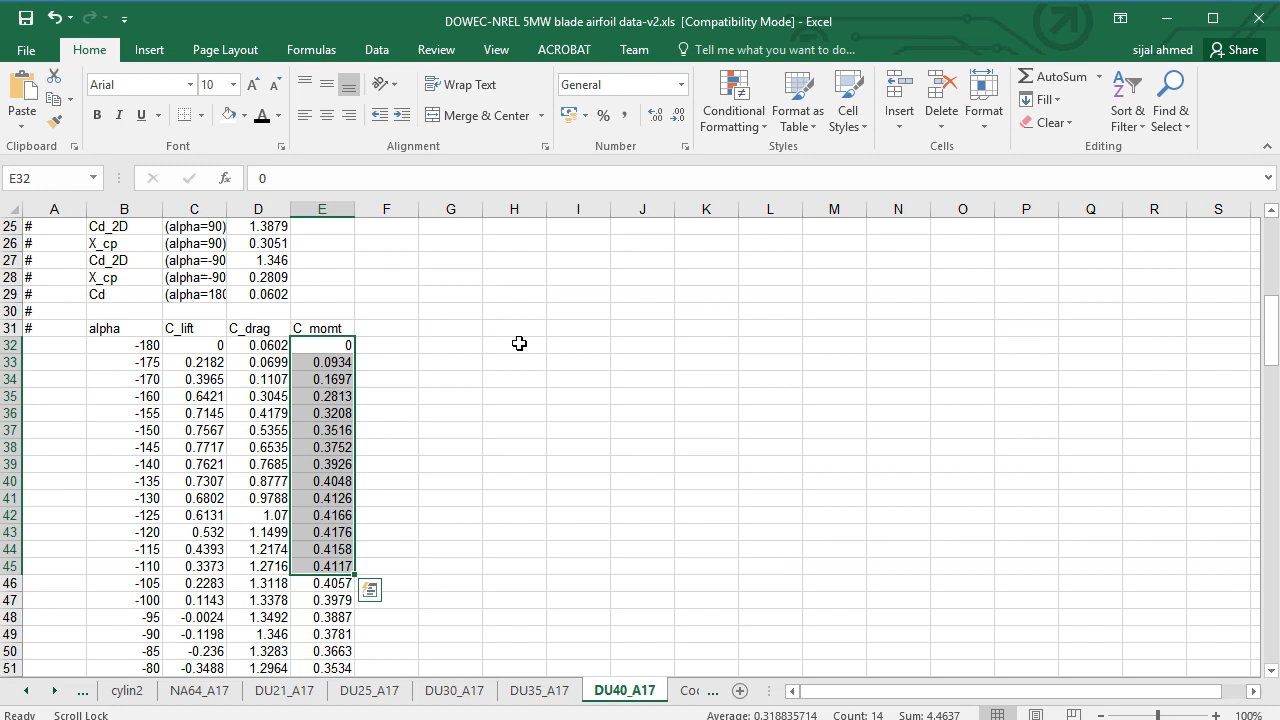 DOWEC-NREL 5MW blade airfoil data-v2.xls [Compatibility Mode] - Excel
File Home Insert Page Layout Formulas Data Review View ACROBAT Team Tell me what you want to do... sijal ahmed Share
Paste Arial 10 Wrap Text General Conditional Formatting Format as Table Cell Styles Insert Delete Format AutoSum Sort & Filter Find & Select
B I U Merge & Center % Fill
Clear
Clipboard Font Alignment Number Styles Cells Editing
E32 fx 0
A B C D E F G H I J K L M N O P Q R S
25 # Cd_2D (alpha=90) 1.3879
26 # X_cp (alpha=90) 0.3051
27 # Cd_2D (alpha=-90 1.346
28 # X_cp (alpha=-90 0.2809
29 # Cd (alpha=180 0.0602
30 #
31 # alpha C_lift C_drag C_momt
32 -180 0 0.0602 0
33 -175 0.2182 0.0699 0.0934
34 -170 0.3965 0.1107 0.1697
35 -160 0.6421 0.3045 0.2813
36 -155 0.7145 0.4179 0.3208
37 -150 0.7567 0.5355 0.3516
38 -145 0.7717 0.6535 0.3752
39 -140 0.7621 0.7685 0.3926
40 -135 0.7307 0.8777 0.4048
41 -130 0.6802 0.9788 0.4126
42 -125 0.6131 1.07 0.4166
43 -120 0.532 1.1499 0.4176
44 -115 0.4393 1.2174 0.4158
45 -110 0.3373 1.2716 0.4117
46 -105 0.2283 1.3118 0.4057
47 -100 0.1143 1.3378 0.3979
48 -95 -0.0024 1.3492 0.3887
49 -90 -0.1198 1.346 0.3781
50 -85 -0.236 1.3283 0.3663
51 -80 -0.3488 1.2964 0.3534
... cylin2 NA64_A17 DU21_A17 DU25_A17 DU30_A17 DU35_A17 DU40_A17 Coc ...
Ready Scroll Lock Average: 0.318835714 Count: 14 Sum: 4.4637 100%